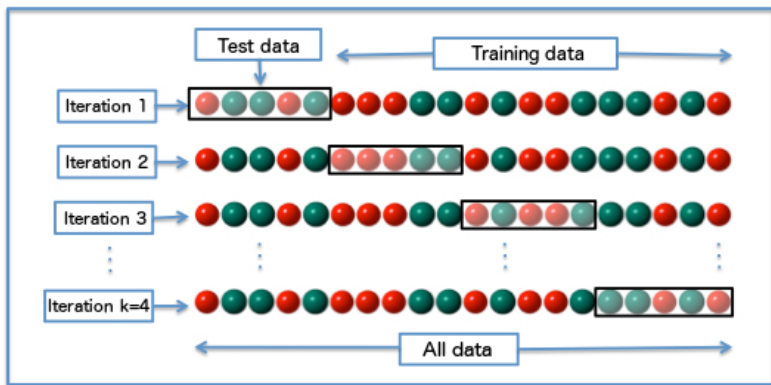 Test data
Training data
Iteration 1
Iteration 2
Iteration 3
Iteration k=4
All data